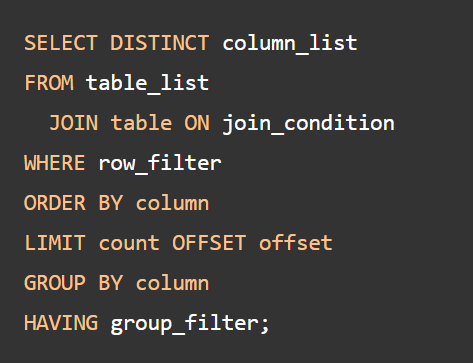 SELECT DISTINCT column_list
FROM table_list
JOIN table ON join_condition
WHERE row_filter
ORDER BY column
LIMIT count OFFSET offset
GROUP BY column
HAVING group_filter;